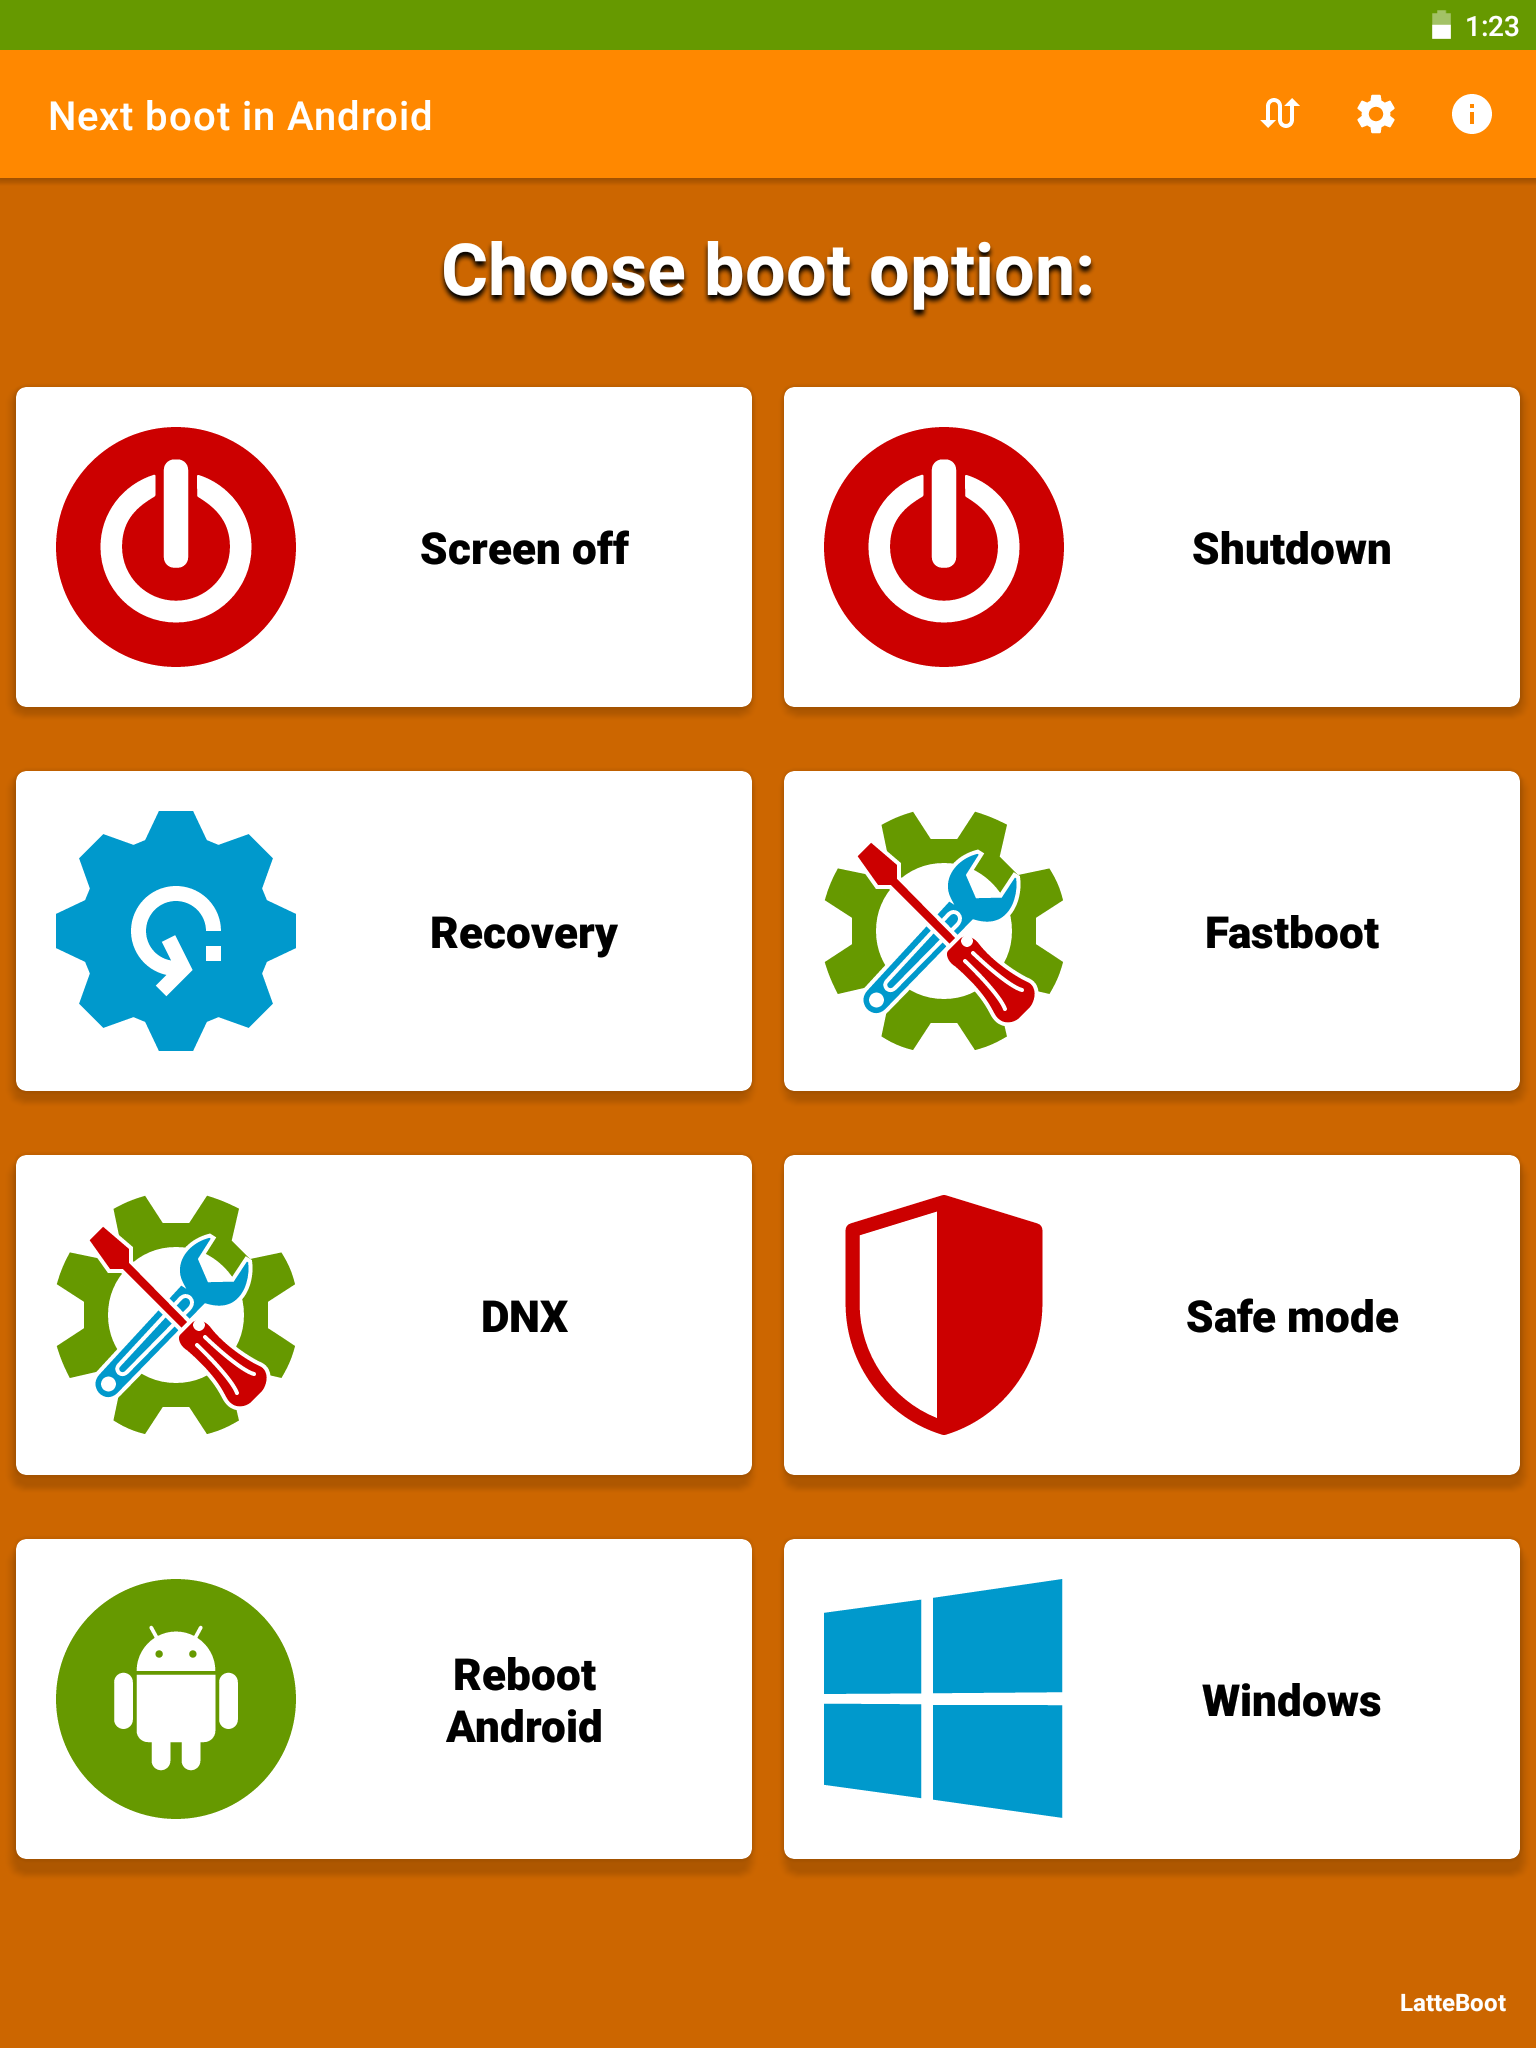 1:23
Next boot in Android
Choose boot option:
Screen off
Shutdown
Recovery
Fastboot
DNX
Safe mode
Reboot
Android
Windows
LatteBoot